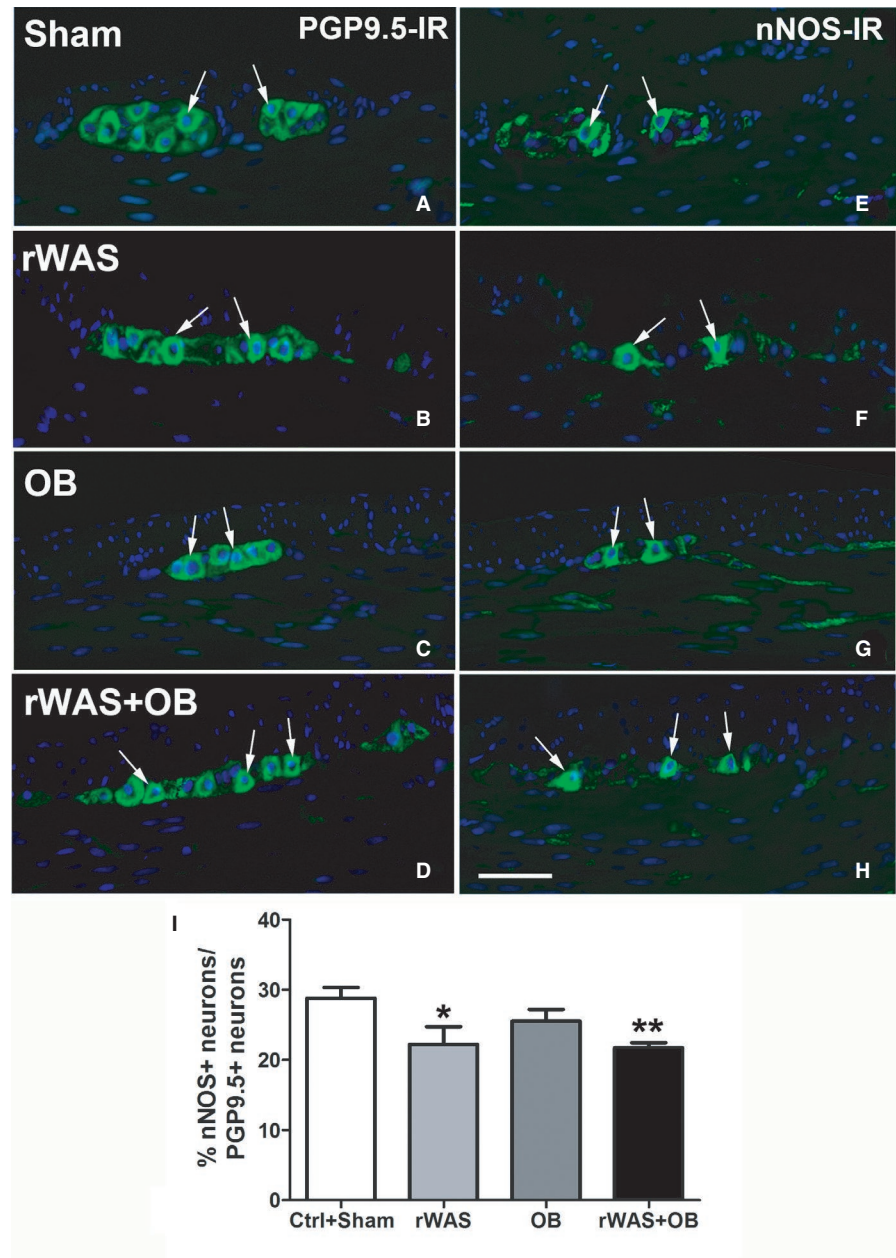 Sham
PGP9.5-IR
nNOS-IR
A
E
rWAS
B
F
OB
C
G
rWAS+OB
D
H
I
% nNOS+ neurons/
PGP9.5+ neurons
40
30
20
10
0
*
**
Ctrl+Sham
rWAS
OB
rWAS+OB